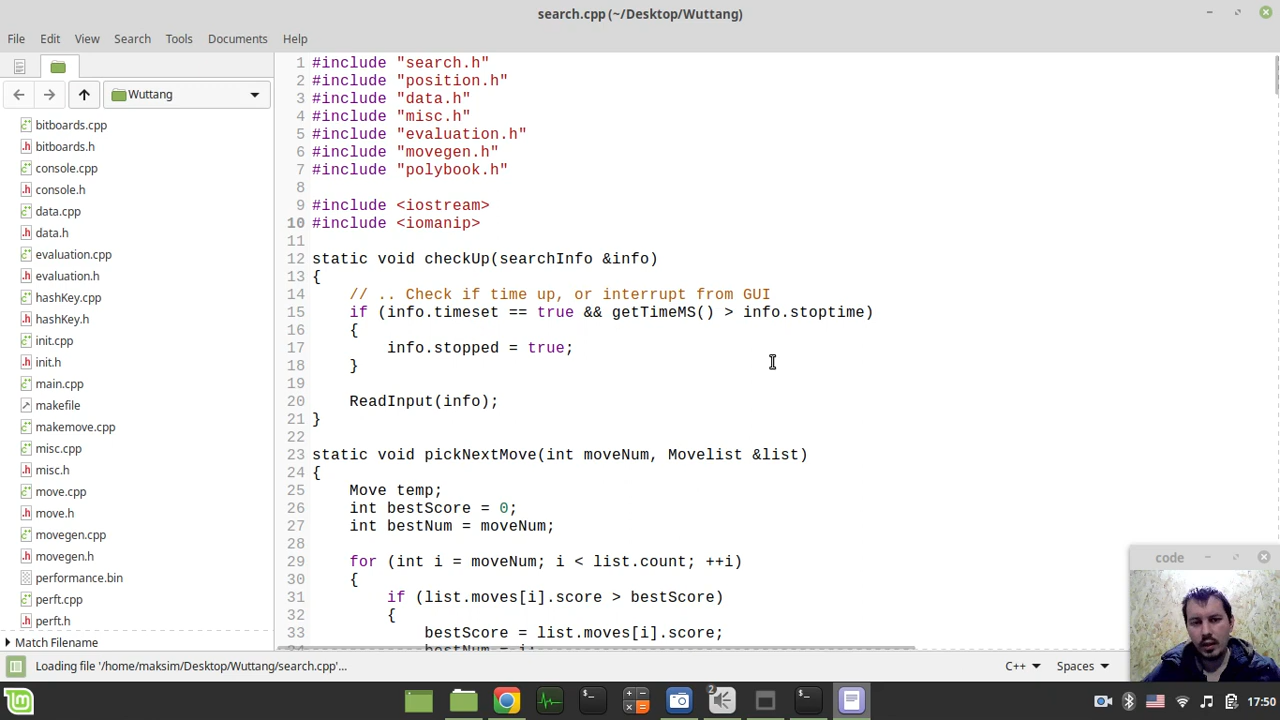 search.cpp (~/Desktop/Wuttang)
File Edit View Search Tools Documents Help
Wuttang
bitboards.cpp
bitboards.h
console.cpp
console.h
data.cpp
data.h
evaluation.cpp
evaluation.h
hashKey.cpp
hashKey.h
init.cpp
init.h
main.cpp
makefile
makemove.cpp
misc.cpp
misc.h
move.cpp
move.h
movegen.cpp
movegen.h
performance.bin
perft.cpp
perft.h
Match Filename
1 #include "search.h"
2 #include "position.h"
3 #include "data.h"
4 #include "misc.h"
5 #include "evaluation.h"
6 #include "movegen.h"
7 #include "polybook.h"
8
9 #include <iostream>
10 #include <iomanip>
11
12 static void checkUp(searchInfo &info)
13 {
14 // .. Check if time up, or interrupt from GUI
15 if (info.timeset == true && getTimeMS() > info.stoptime)
16 {
17 info.stopped = true;
18 }
19
20 ReadInput(info);
21 }
22
23 static void pickNextMove(int moveNum, Movelist &list)
24 {
25 Move temp;
26 int bestScore = 0;
27 int bestNum = moveNum;
28
29 for (int i = moveNum; i < list.count; ++i)
30 {
31 if (list.moves[i].score > bestScore)
32 {
33 bestScore = list.moves[i].score;
34 bestNum = i;
code
Loading file '/home/maksim/Desktop/Wuttang/search.cpp'...
C++ Spaces
2
17:50